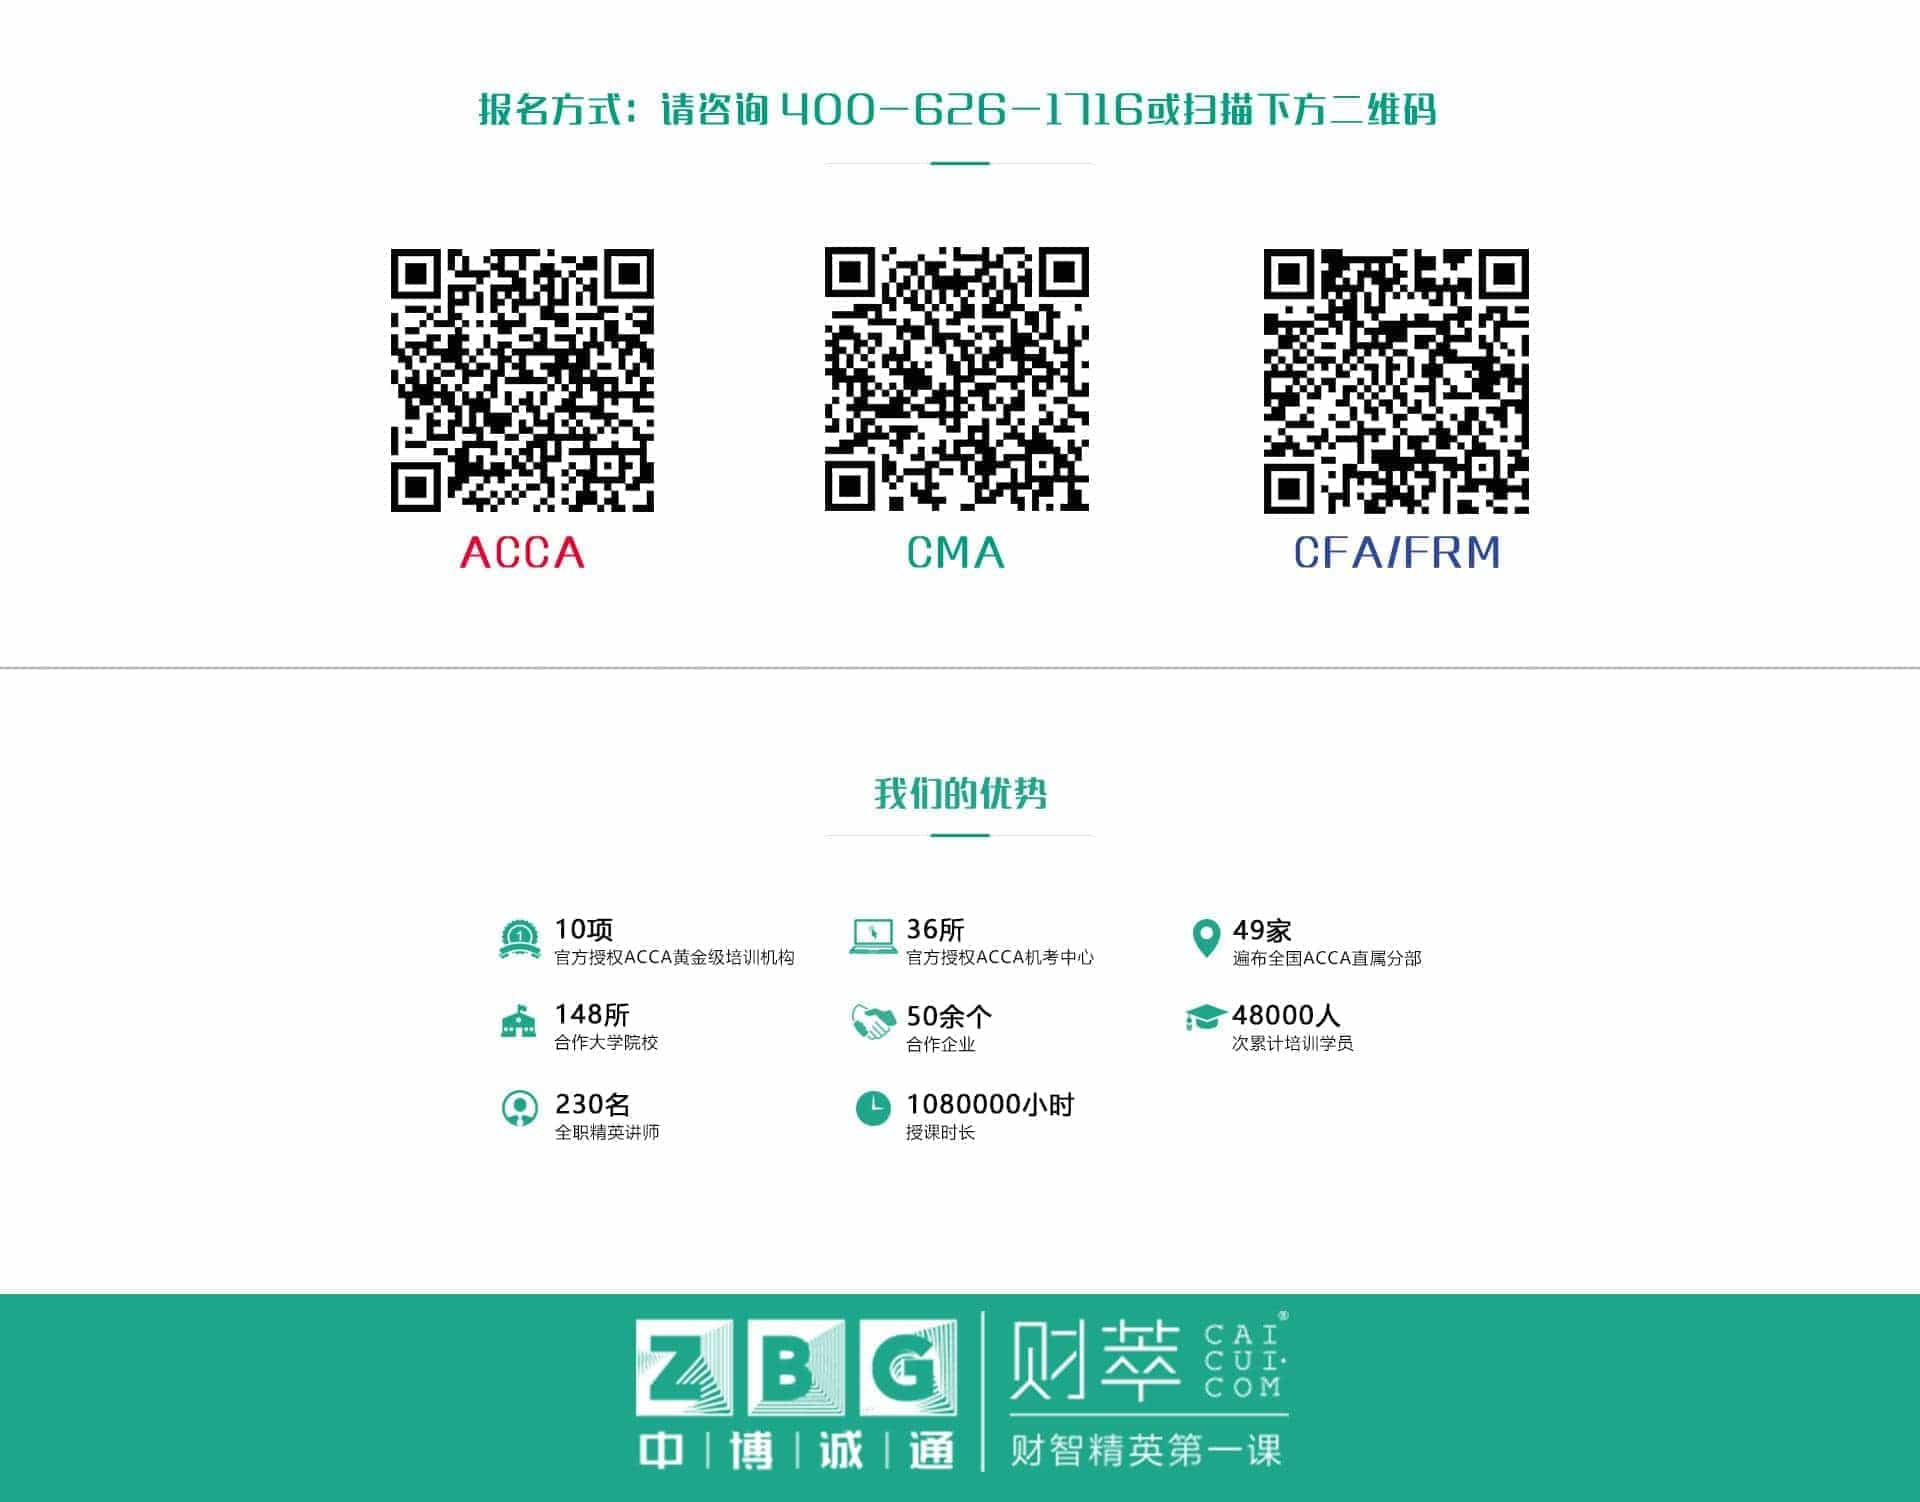 报名方式：请咨询 400-626-1716或扫描下方二维码
ACCA
CMA
CFA/FRM
我们的优势
10项
官方授权ACCA黄金级培训机构
36所
官方授权ACCA机考中心
49家
遍布全国ACCA直属分部
148所
合作大学院校
50余个
合作企业
48000人
次累计培训学员
230名
全职精英讲师
1080000小时
授课时长
ZBG
中|博|诚|通
财萃
CAI
CUI·
COM
®
财智精英第一课